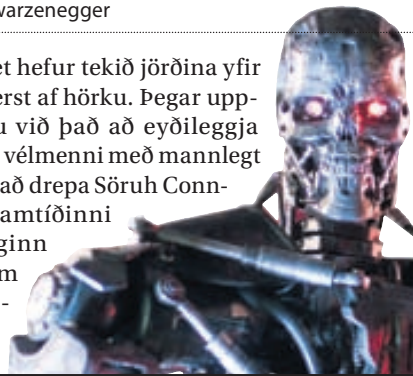 warzenegger
et hefur tekið jörðina yfir
erst af hörku. Þegar upp-
u við það að eyðileggja
vélmenni með mannlegt
að drepa Söruh Conn-
amtíðinni
ginn
m
-